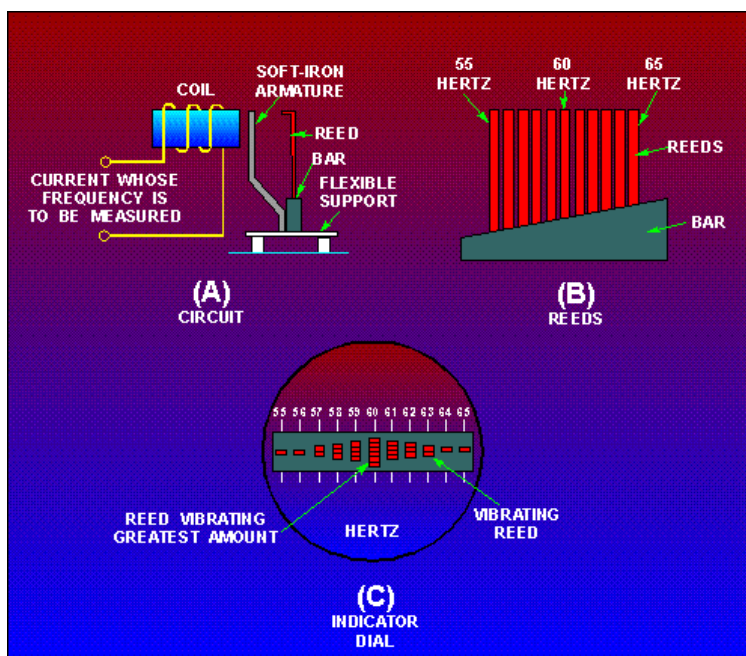 COIL
SOFT-IRON
ARMATURE
REED
BAR
FLEXIBLE
SUPPORT
CURRENT WHOSE
FREQUENCY IS
TO BE MEASURED
(A)
CIRCUIT
55
HERTZ
60
HERTZ
65
HERTZ
REEDS
BAR
(B)
REEDS
55 56 57 58 59 60 61 62 63 64 65
REED VIBRATING
GREATEST AMOUNT
HERTZ
VIBRATING
REED
(C)
INDICATOR
DIAL